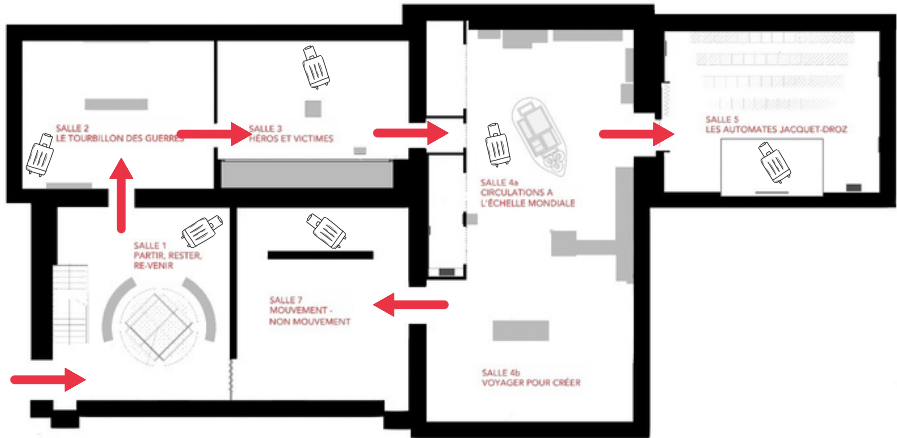 SALLE 2
LE TOURBILLON DES GUERRES
SALLE 3
HÉROS ET VICTIMES
SALLE 5
LES AUTOMATES JACQUET-DROZ
SALLE 4a
CIRCULATIONS A
L'ÉCHELLE MONDIALE
SALLE 1
PARTIR, RESTER,
RE-VENIR
SALLE 7
MOUVEMENT -
NON MOUVEMENT
SALLE 4b
VOYAGER POUR CRÉER